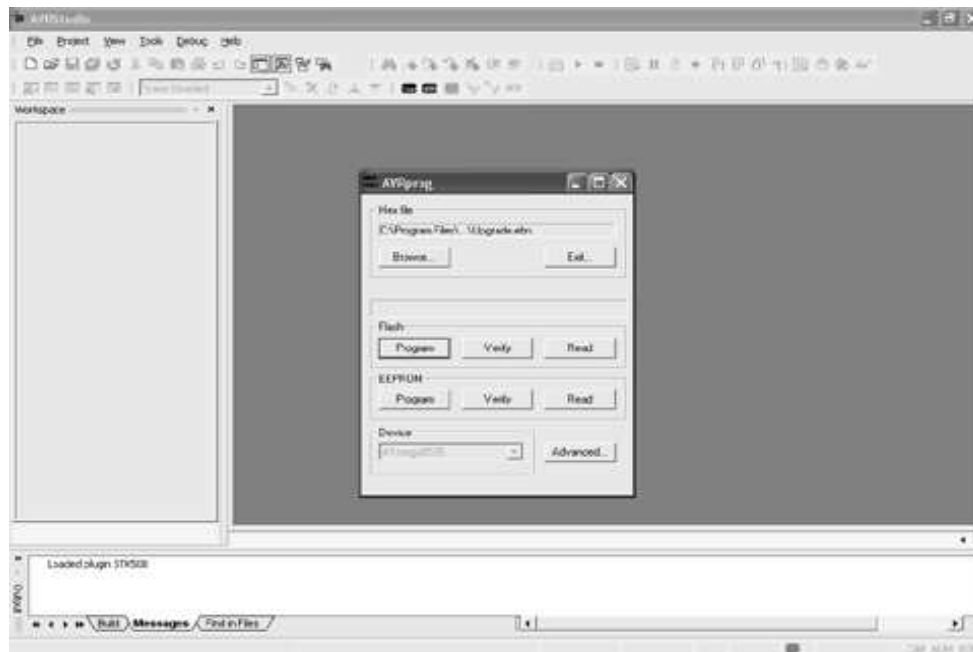 AVRStudio
File Project View Tools Debug Help
Workspace
AVRprog
Hex file
Browse... Exit...
Flash
Program Verify Read
EEPROM
Program Verify Read
Device
Advanced...
Loaded plugin STK500
Output
Build Messages Find in Files